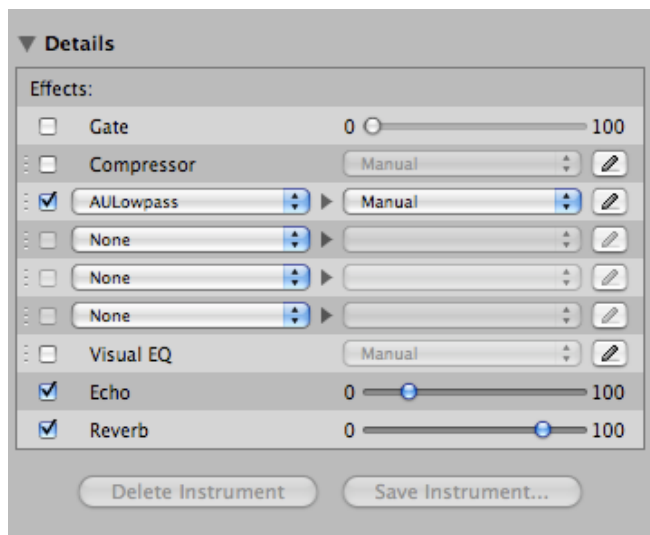 Details
Effects:
Gate 0 100
Compressor Manual
AULowpass Manual
None
None
None
Visual EQ Manual
Echo 0 100
Reverb 0 100
Delete Instrument Save Instrument...